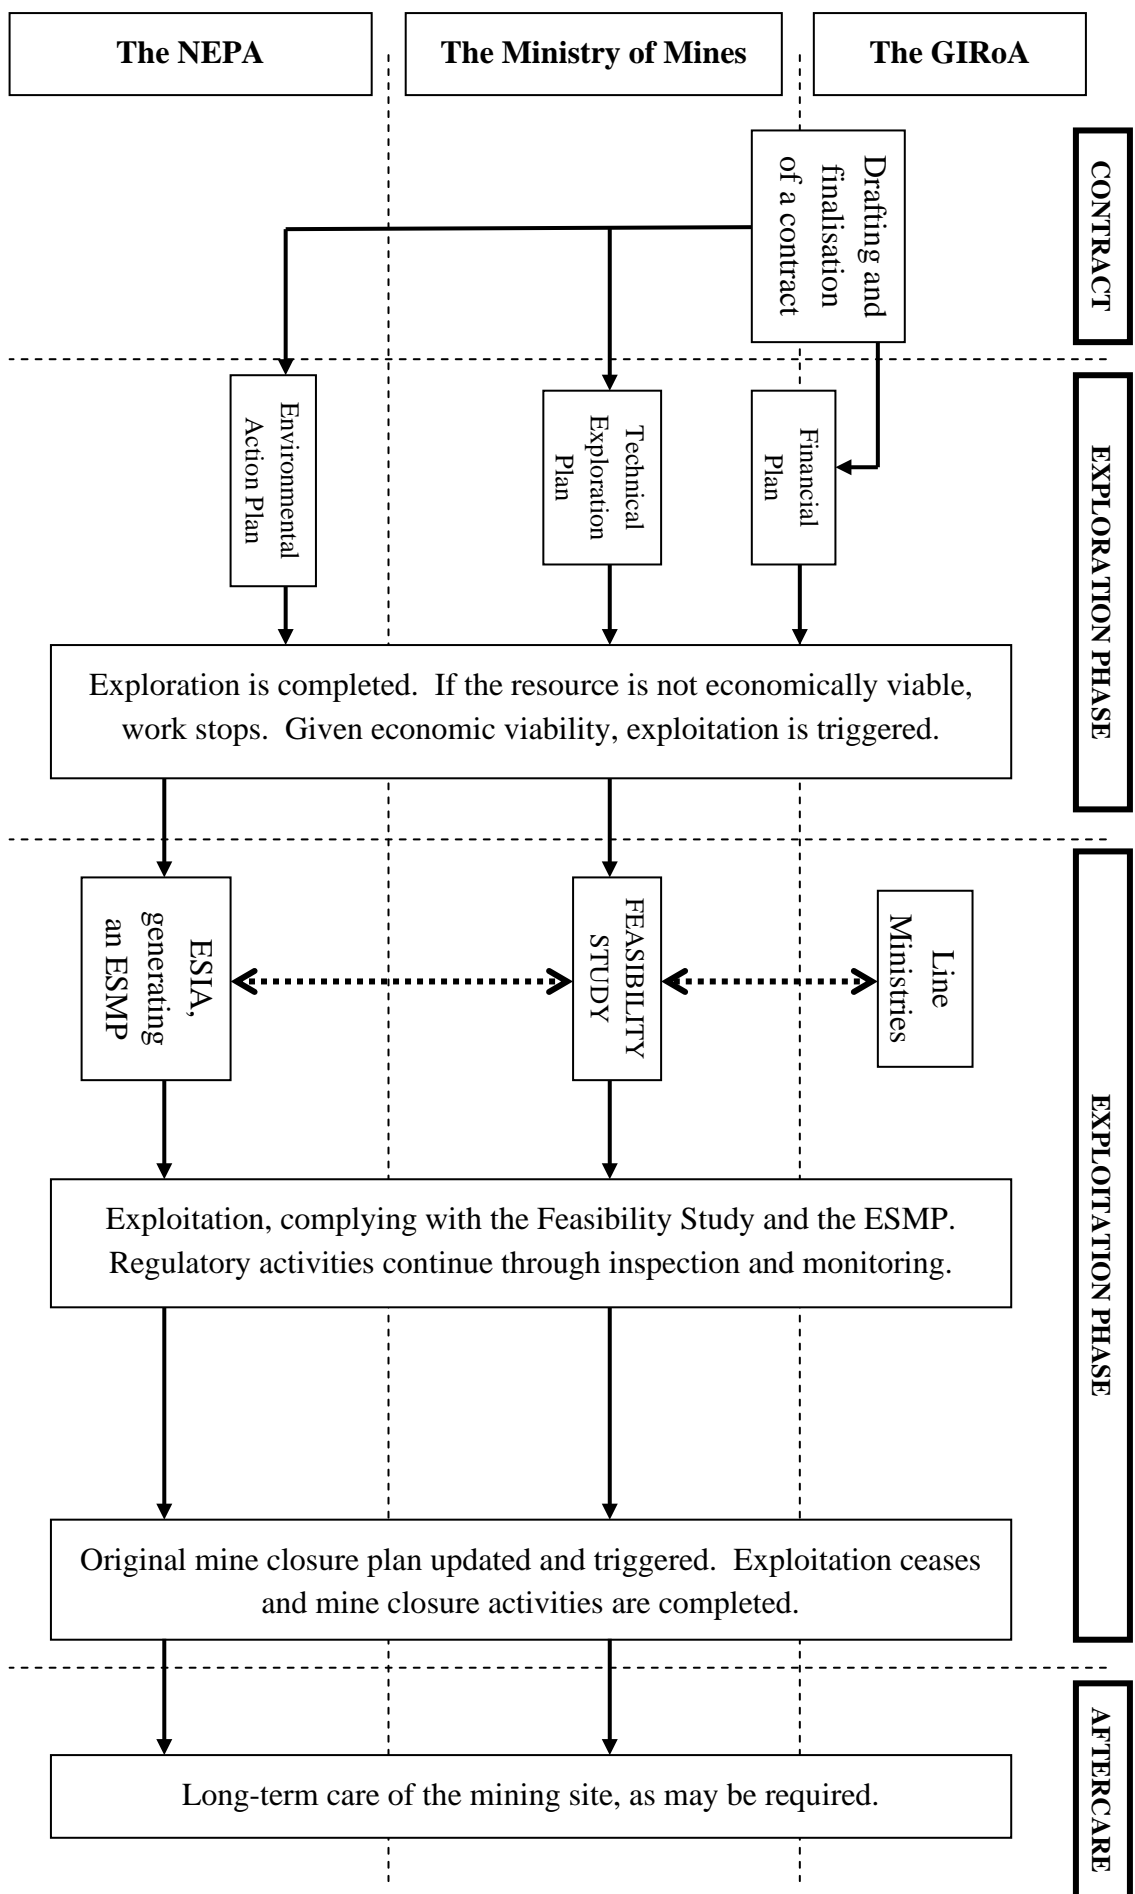 The NEPA
The Ministry of Mines
The GIRoA
CONTRACT
Drafting and
finalisation
of a contract
EXPLORATION PHASE
Environmental
Action Plan
Technical
Exploration
Plan
Financial
Plan
Exploration is completed.  If the resource is not economically viable,
work stops.  Given economic viability, exploitation is triggered.
EXPLOITATION PHASE
ESIA,
generating
an ESMP
FEASIBILITY
STUDY
Line
Ministries
Exploitation, complying with the Feasibility Study and the ESMP.
Regulatory activities continue through inspection and monitoring.
Original mine closure plan updated and triggered.  Exploitation ceases
and mine closure activities are completed.
AFTERCARE
Long-term care of the mining site, as may be required.